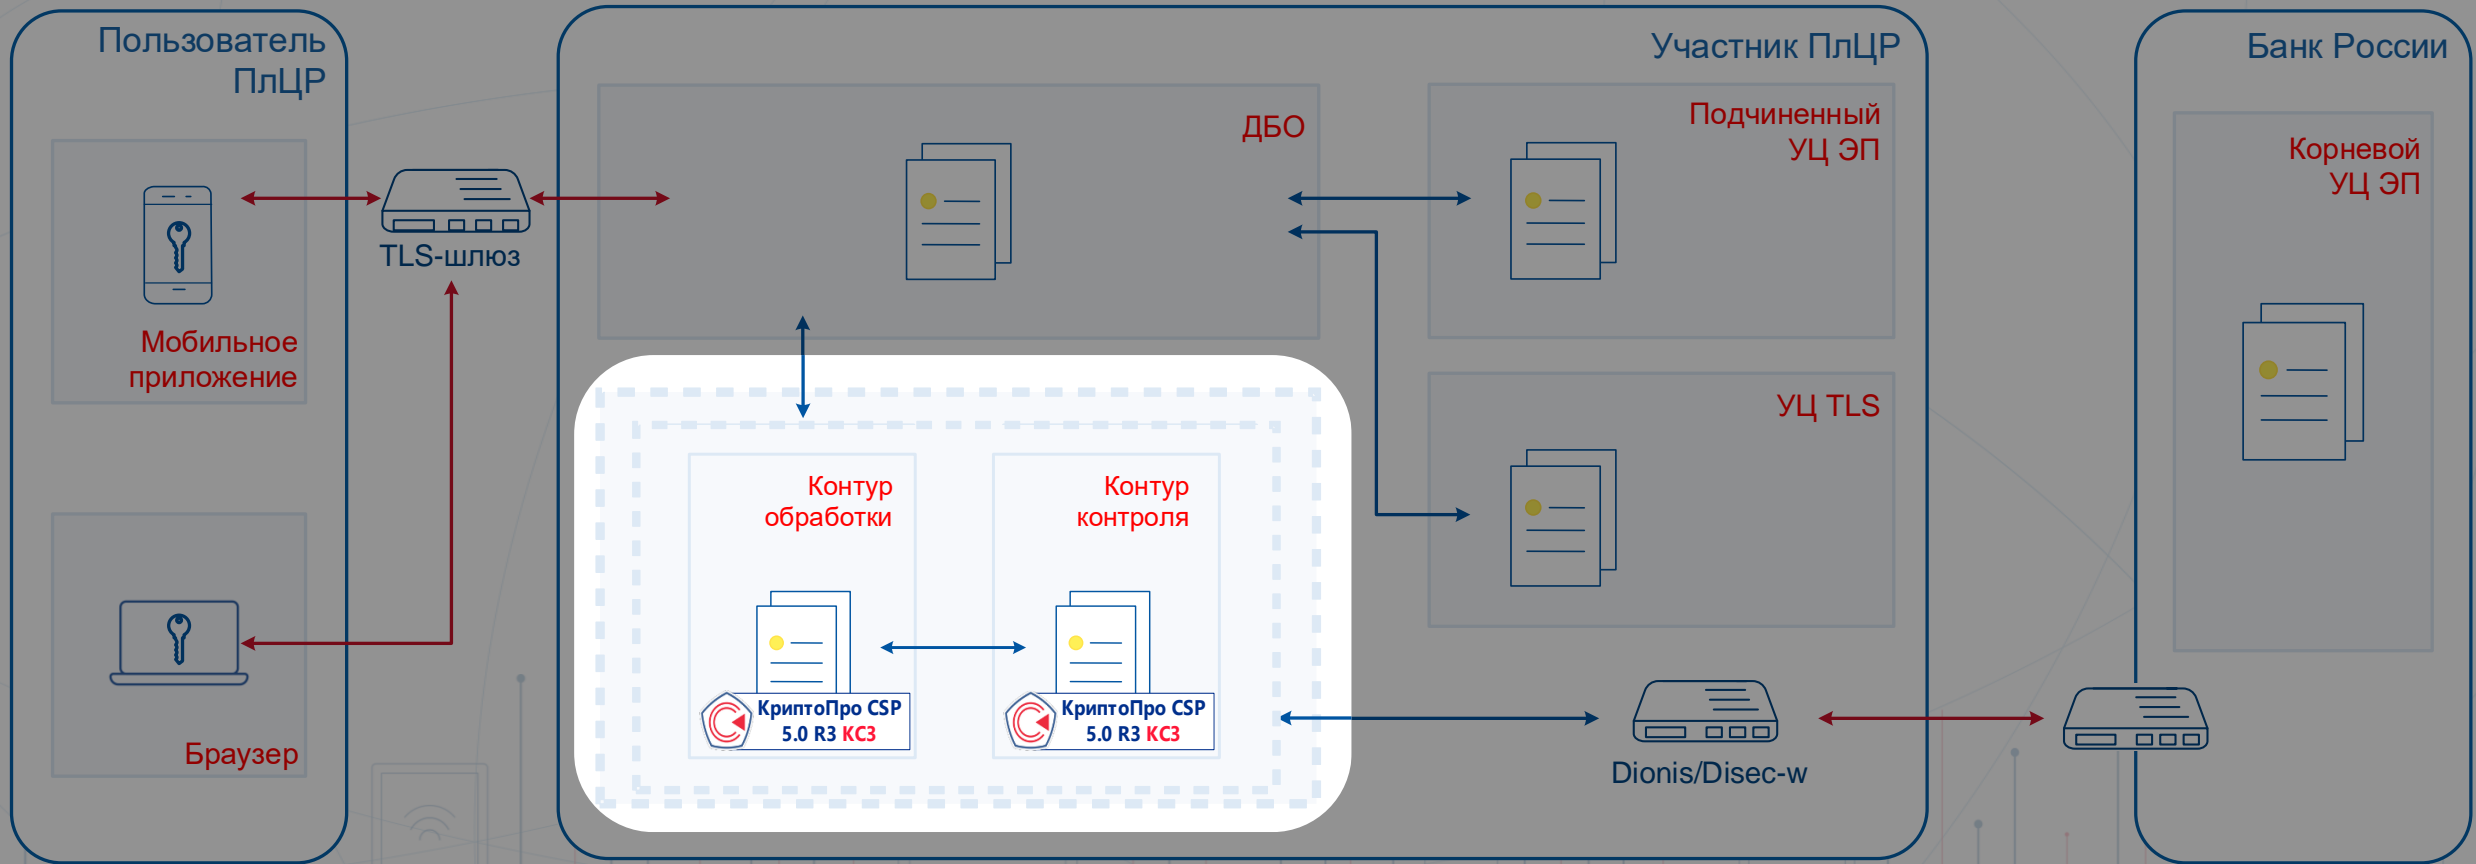 Пользователь
ПлЦР
Мобильное
приложение
Браузер
TLS-шлюз
Участник ПлЦР
ДБО
Подчиненный
УЦ ЭП
УЦ TLS
Контур
обработки
КриптоПро CSP
5.0 R3 КС3
Контур
контроля
КриптоПро CSP
5.0 R3 КС3
Dionis/Disec-w
Банк России
Корневой
УЦ ЭП